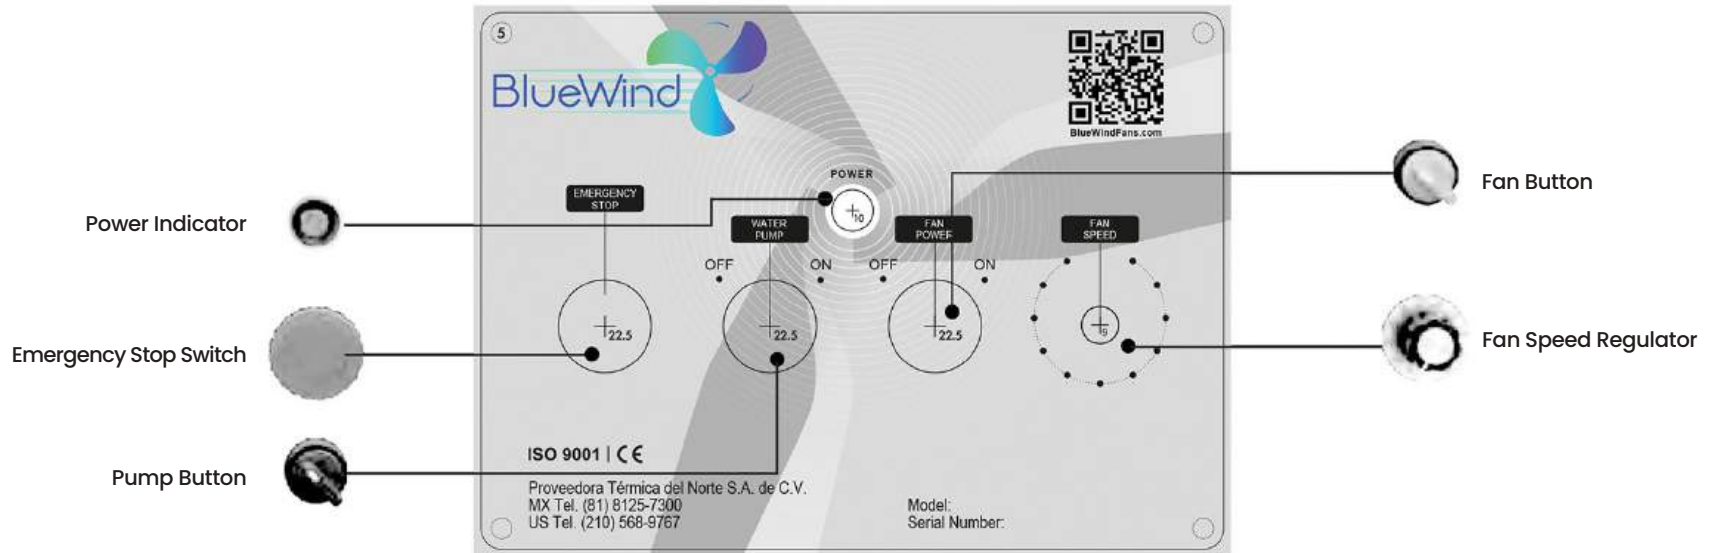 5
BlueWind
BlueWindFans.com
POWER
10
EMERGENCY
STOP
WATER
PUMP
FAN
POWER
FAN
SPEED
OFF
ON
OFF
ON
22.5
22.5
22.5
9
Power Indicator
Emergency Stop Switch
Pump Button
Fan Button
Fan Speed Regulator
ISO 9001 | CE
Proveedora Térmica del Norte S.A. de C.V.
MX Tel. (81) 8125-7300
US Tel. (210) 568-9767
Model:
Serial Number: